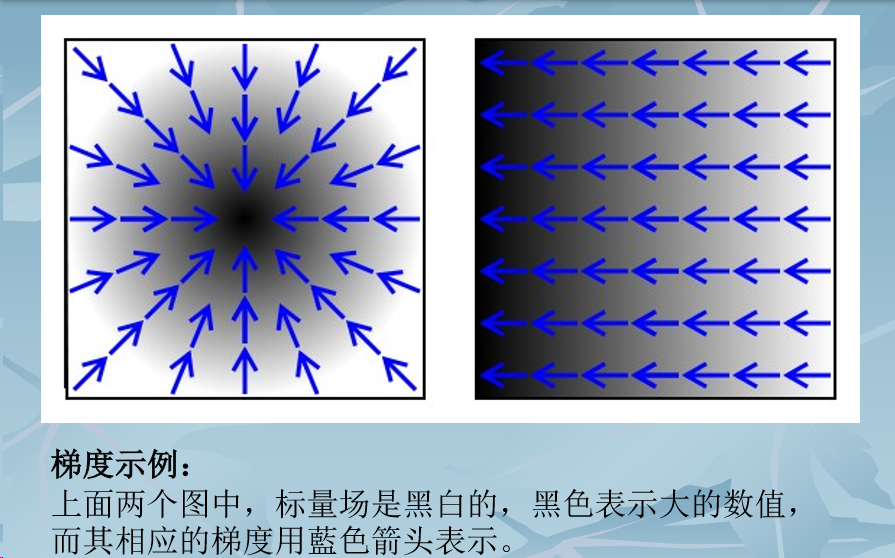 梯度示例：
上面两个图中，标量场是黑白的，黑色表示大的数值，
而其相应的梯度用藍色箭头表示。